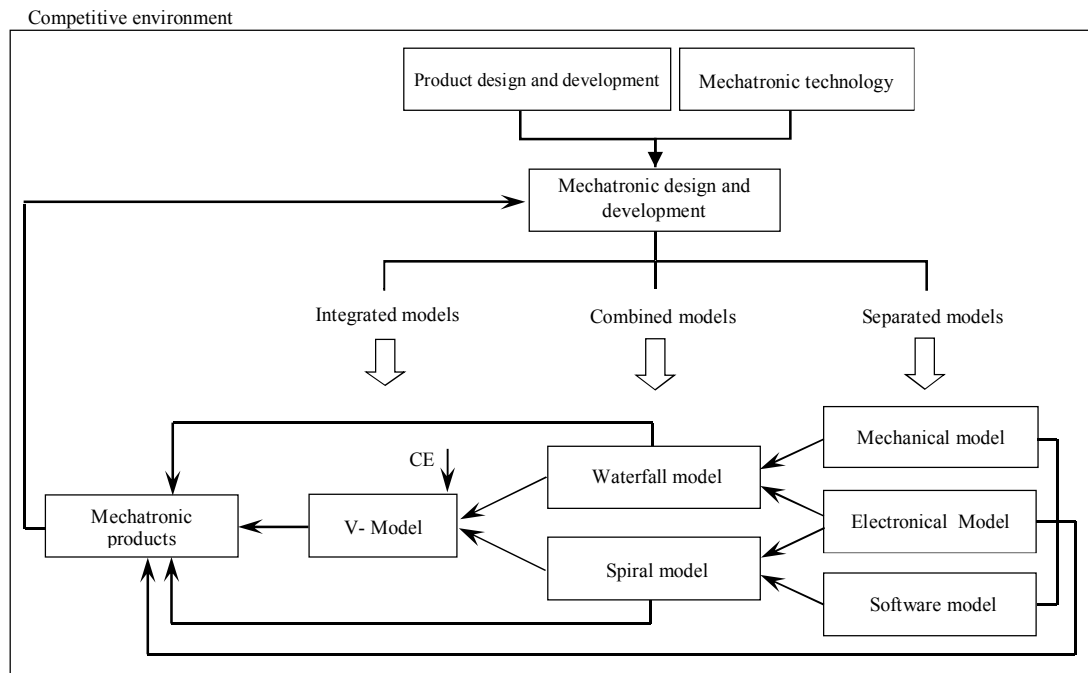 Competitive environment
Product design and development
Mechatronic technology
Mechatronic design and
development
Integrated models
Combined models
Separated models
Mechanical model
CE
Waterfall model
Mechatronic
products
V- Model
Electronical Model
Spiral model
Software model